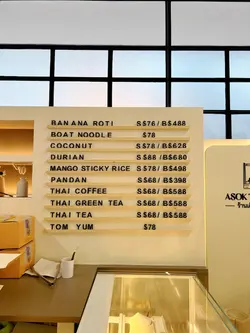 BANANA ROTI S$76/B$488
BOAT NOODLE $78
COCONUT S$78/B$628
DURIAN S$88/B$680
MANGO STICKY RICE S$78/B$498
PANDAN S$68/B$398
THAI COFFEE S$68/B$588
THAI GREEN TEA S$68/B$588
THAI TEA S$68/B$588
TOM YUM $78
ASOK